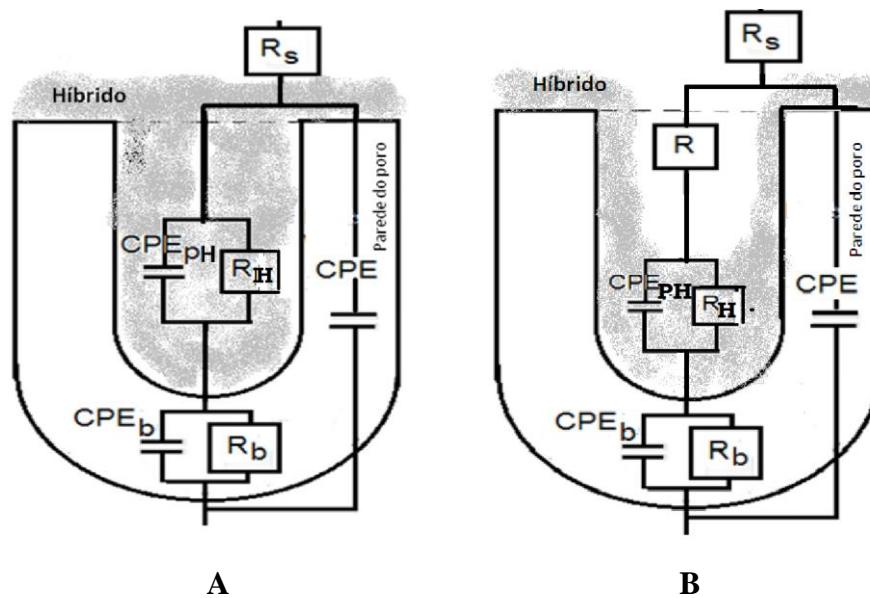 Rs
Híbrido
Parede do poro
CPEpH
RIH
CPE
CPEb
Rb
A
Rs
Híbrido
R
Parede do poro
CPEPH
RH
CPE
CPEb
Rb
B